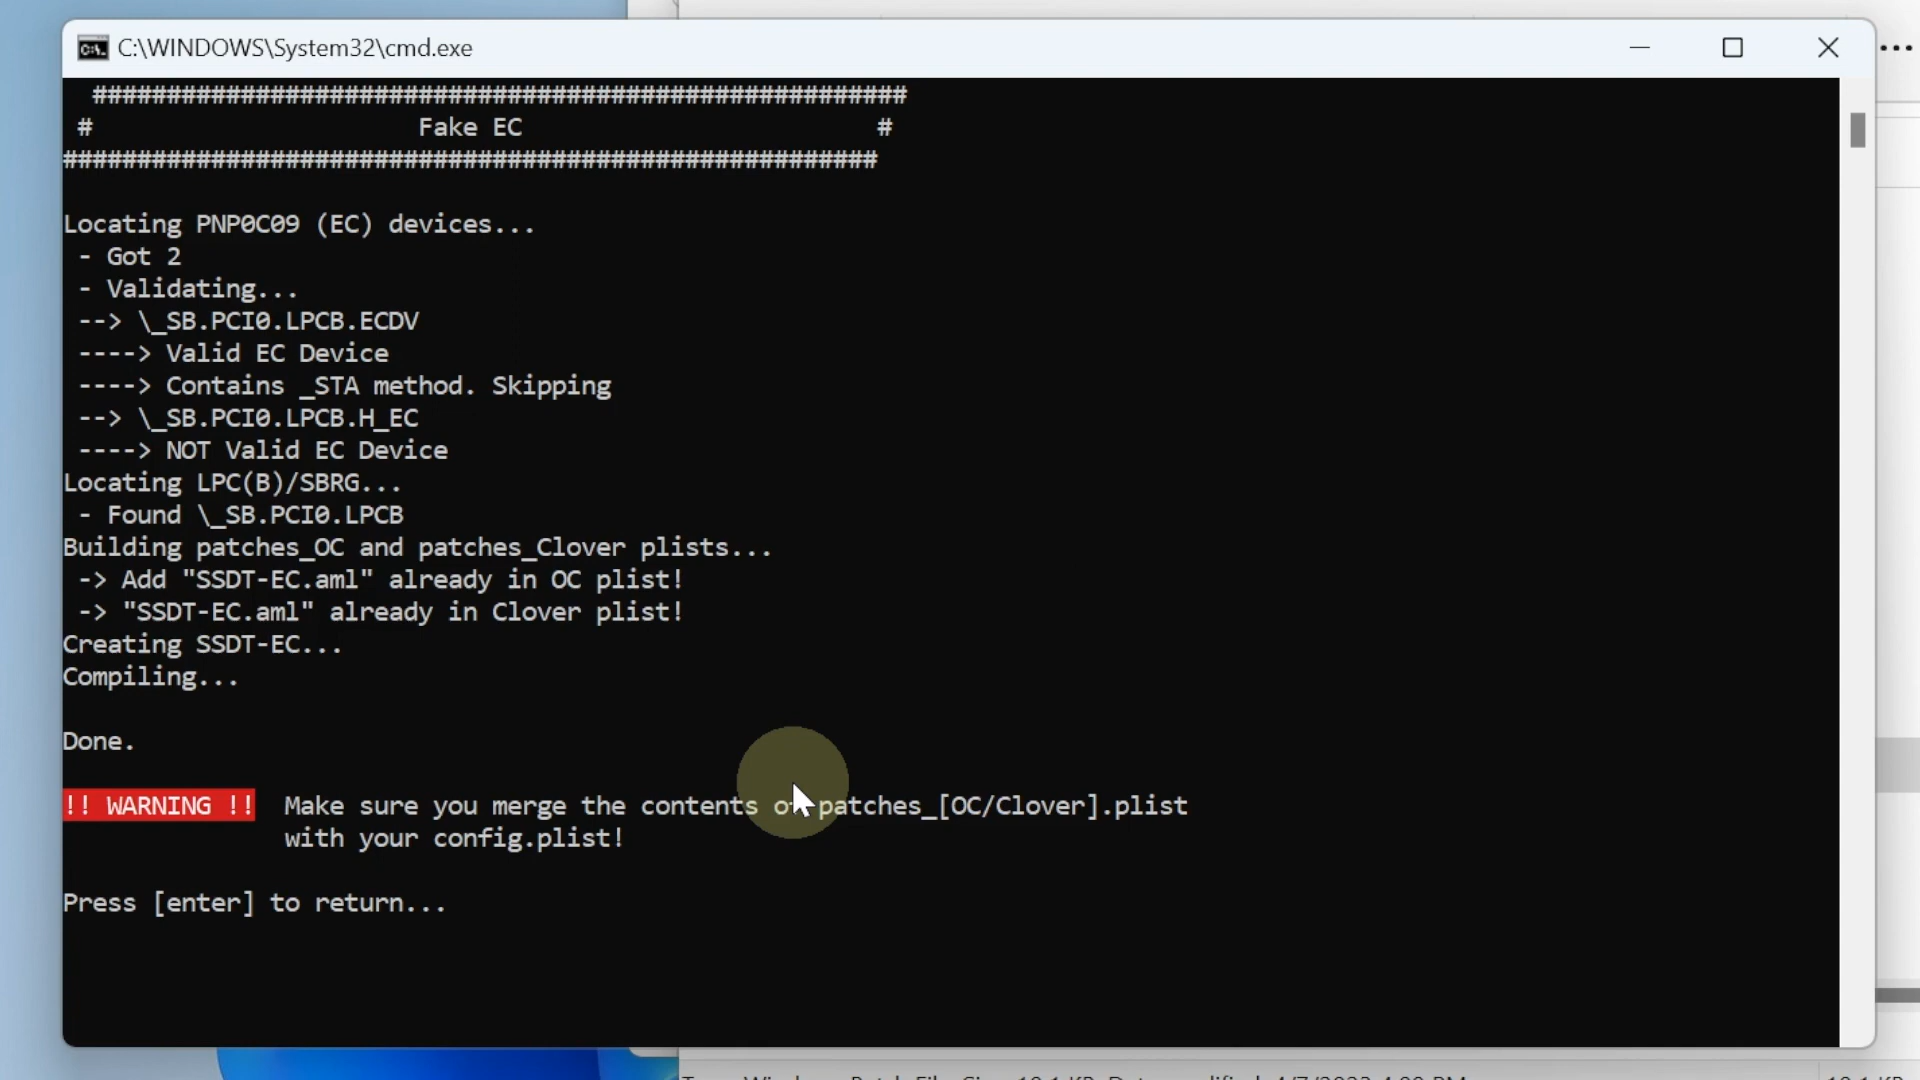 C:\WINDOWS\System32\cmd.exe
#######################################################
# Fake EC #
#######################################################
Locating PNP0C09 (EC) devices...
- Got 2
- Validating...
--> \_SB.PCI0.LPCB.ECDV
----> Valid EC Device
----> Contains _STA method. Skipping
--> \_SB.PCI0.LPCB.H_EC
----> NOT Valid EC Device
Locating LPC(B)/SBRG...
- Found \_SB.PCI0.LPCB
Building patches_OC and patches_Clover plists...
-> Add "SSDT-EC.aml" already in OC plist!
-> "SSDT-EC.aml" already in Clover plist!
Creating SSDT-EC...
Compiling...
Done.
!! WARNING !! Make sure you merge the contents of patches_[OC/Clover].plist
with your config.plist!
Press [enter] to return...